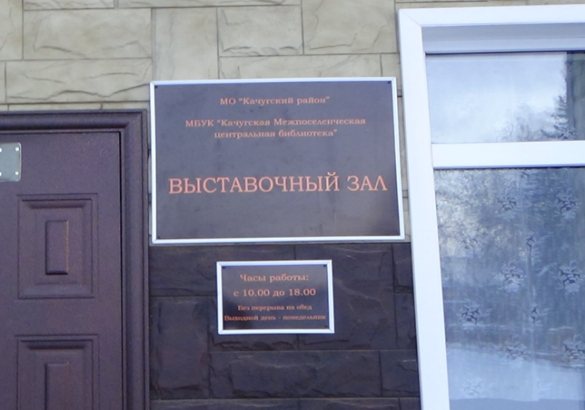 МО "Качугский район"
МБУК "Качугская Межпоселенческая
центральная библиотека"
ВЫСТАВОЧНЫЙ ЗАЛ
Часы работы:
с 10.00 до 18.00
Без перерыва на обед
Выходной день - понедельник